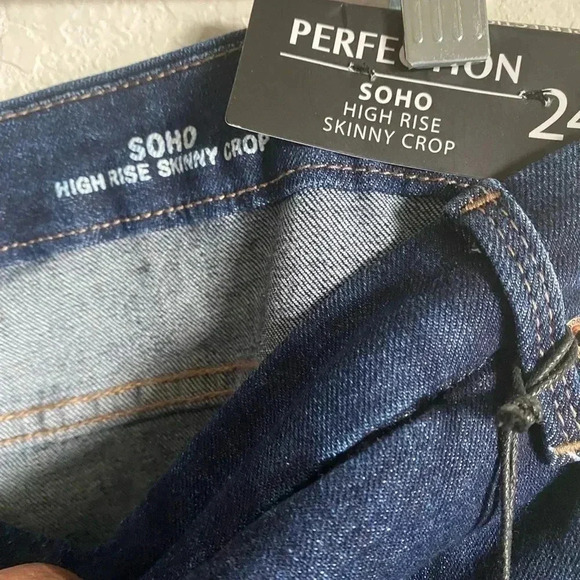 PERFECTION
SOHO
HIGH RISE
SKINNY CROP
24
SOHO
HIGH RISE SKINNY CROP